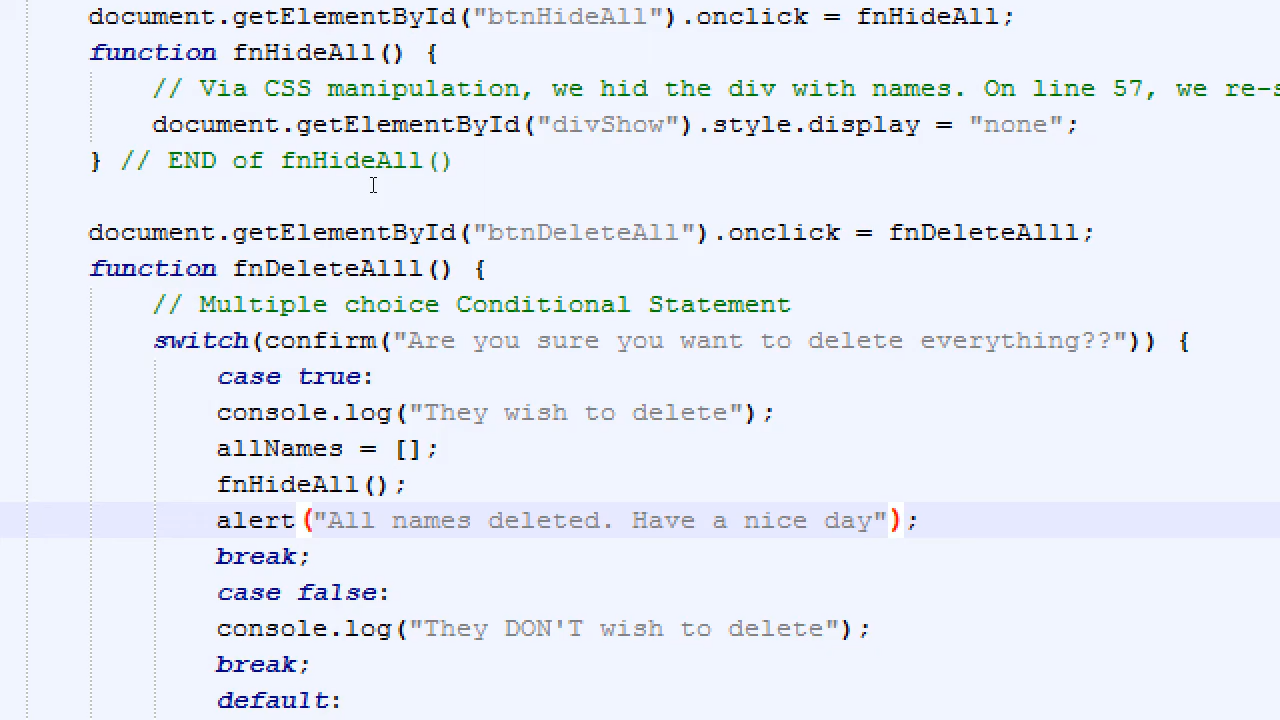 document.getElementById("btnHideAll").onclick = fnHideAll;
function fnHideAll() {
// Via CSS manipulation, we hid the div with names. On line 57, we re-s
document.getElementById("divShow").style.display = "none";
} // END of fnHideAll()
document.getElementById("btnDeleteAll").onclick = fnDeleteAlll;
function fnDeleteAlll() {
// Multiple choice Conditional Statement
switch(confirm("Are you sure you want to delete everything??")) {
case true:
console.log("They wish to delete");
allNames = [];
fnHideAll();
alert("All names deleted. Have a nice day");
break;
case false:
console.log("They DON'T wish to delete");
break;
default: